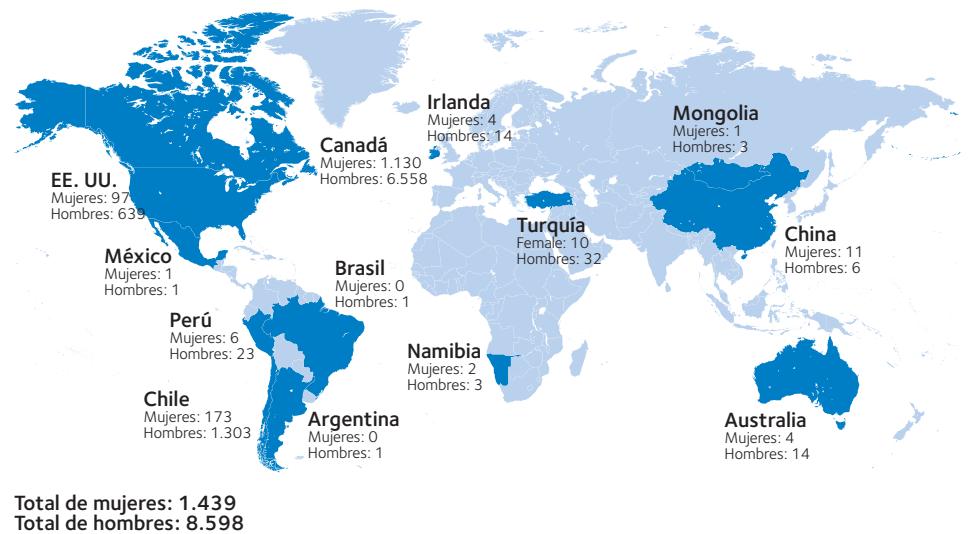 Irlanda
Mujeres: 4
Hombres: 14
Mongolia
Mujeres: 1
Hombres: 3
Canadá
Mujeres: 1.130
Hombres: 6.558
EE. UU.
Mujeres: 97
Hombres: 639
Turquía
Female: 10
Hombres: 32
China
Mujeres: 11
Hombres: 6
México
Mujeres: 1
Hombres: 1
Brasil
Mujeres: 0
Hombres: 1
Perú
Mujeres: 6
Hombres: 23
Namibia
Mujeres: 2
Hombres: 3
Chile
Mujeres: 173
Hombres: 1.303
Argentina
Mujeres: 0
Hombres: 1
Australia
Mujeres: 4
Hombres: 14
Total de mujeres: 1.439
Total de hombres: 8.598